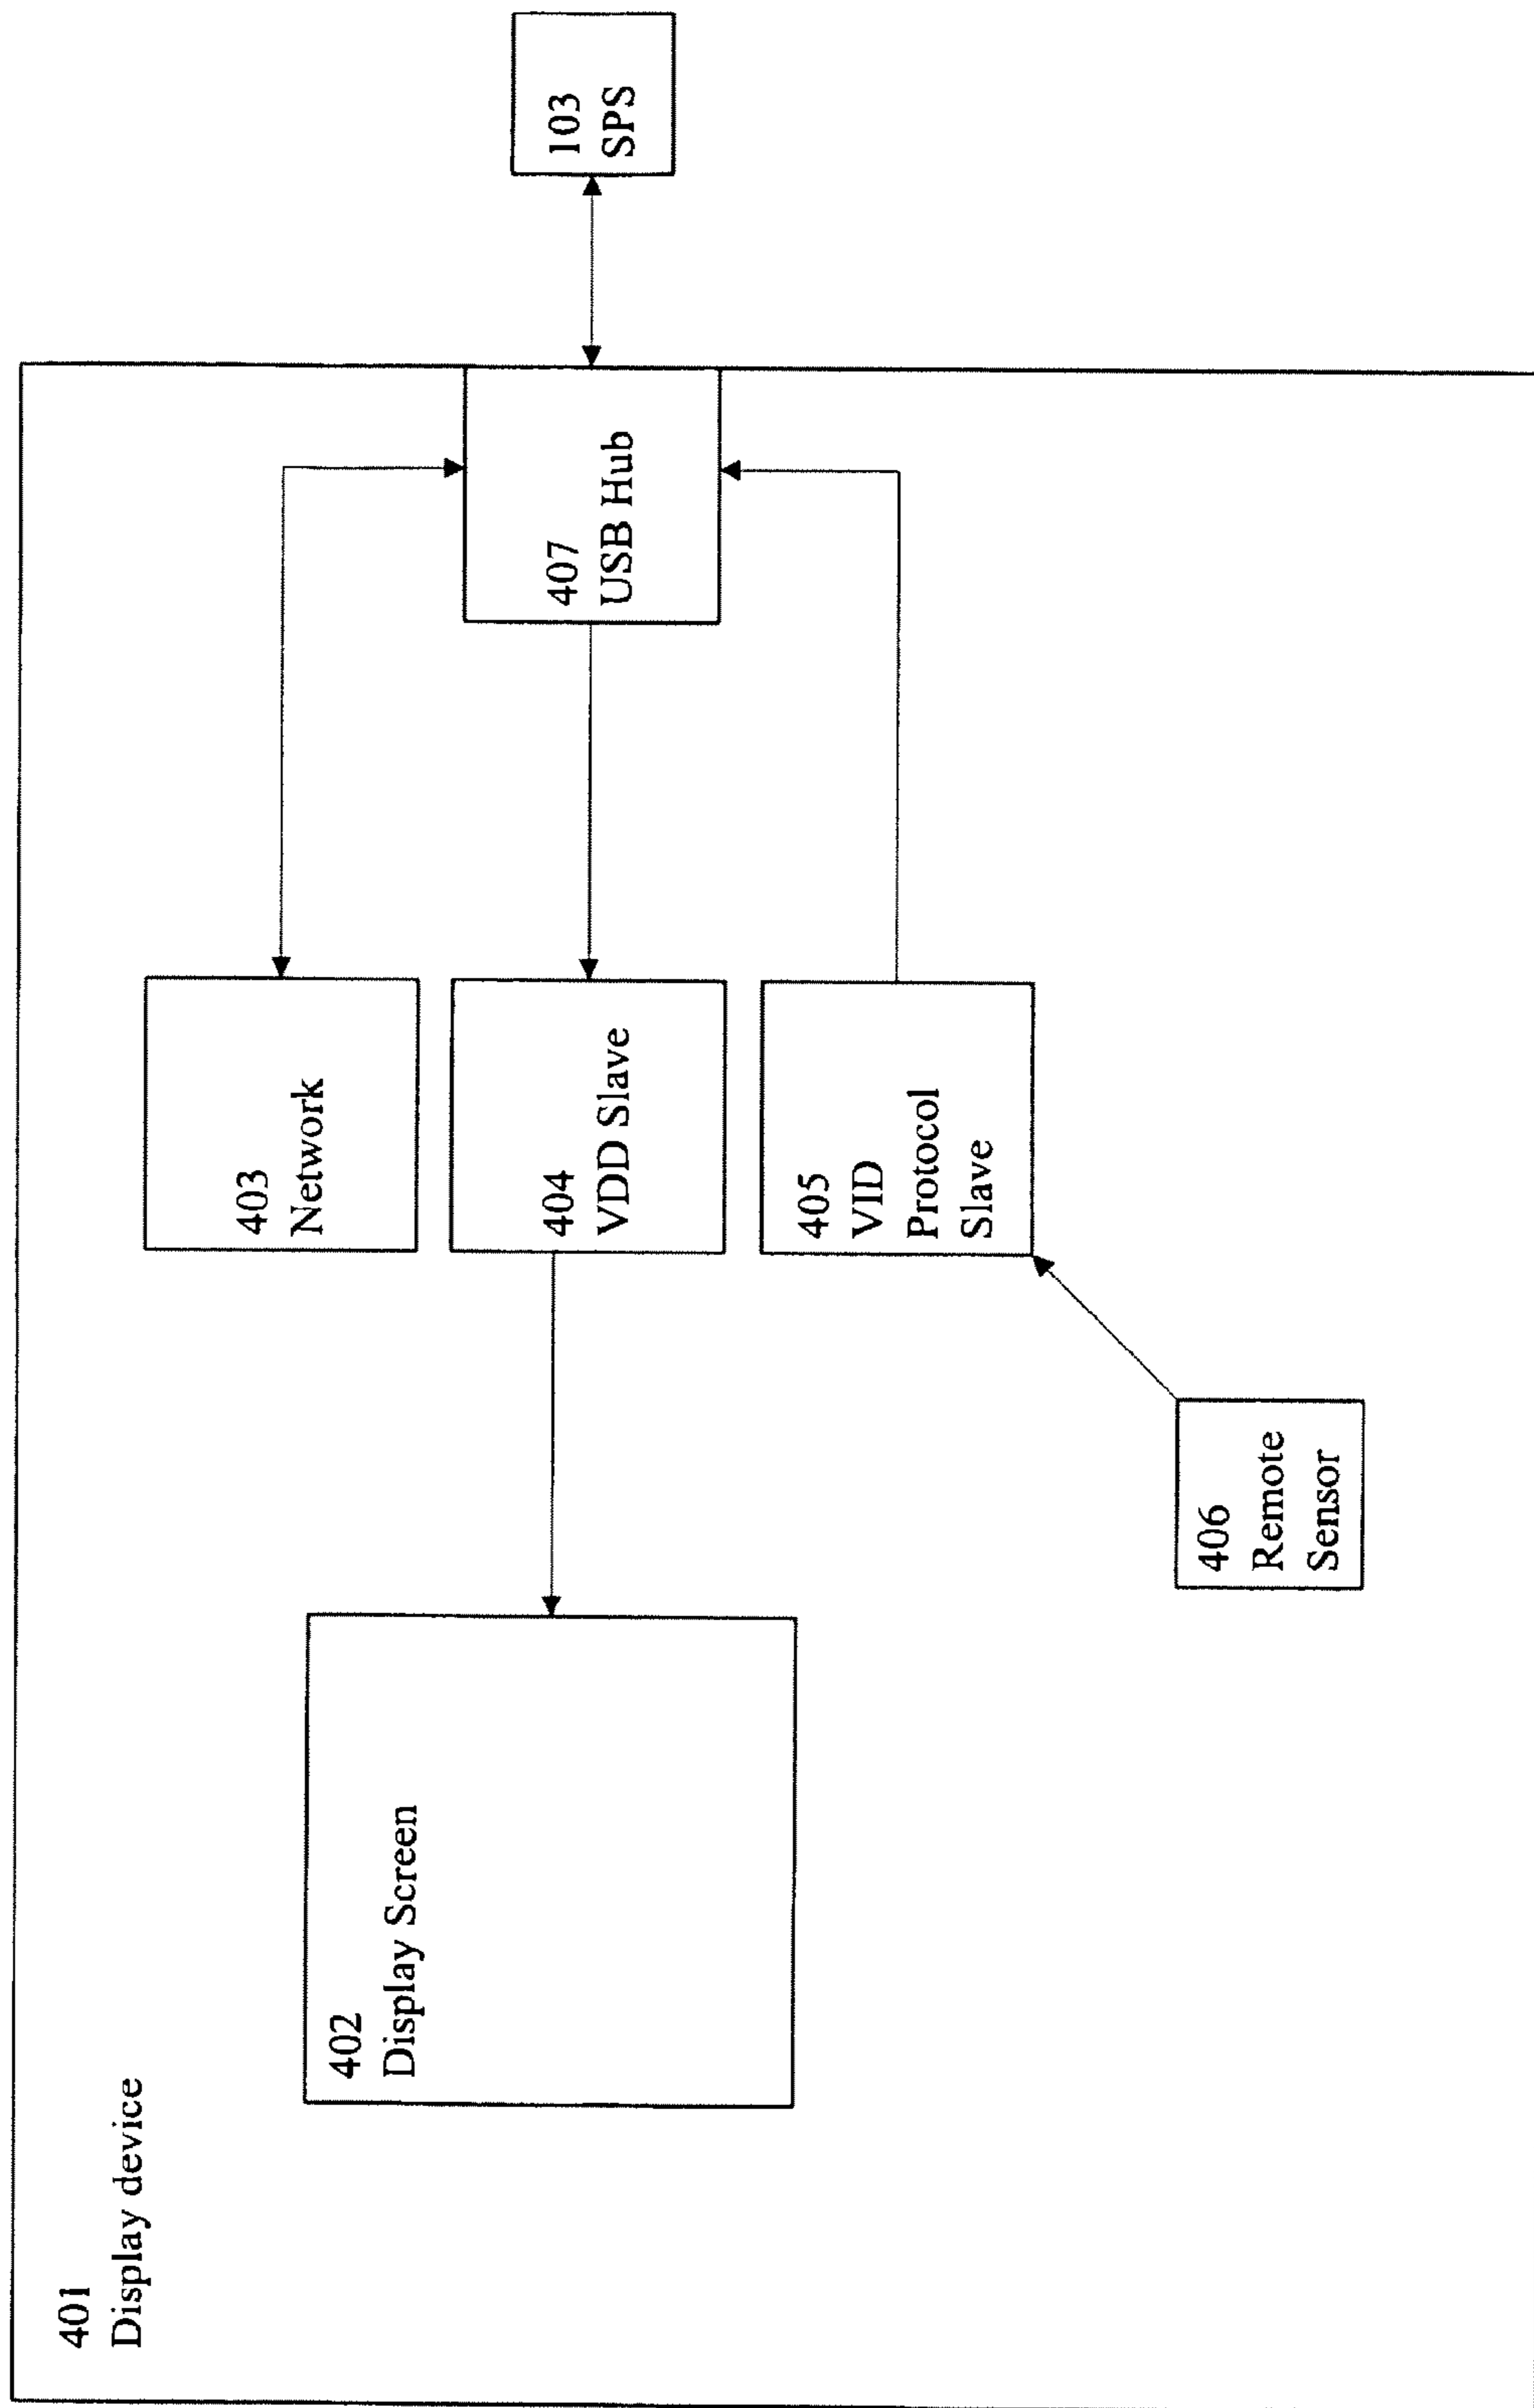 401
Display device
402
Display Screen
403
Network
404
VDD Slave
405
VID
Protocol
Slave
406
Remote
Sensor
407
USB Hub
103
SPS